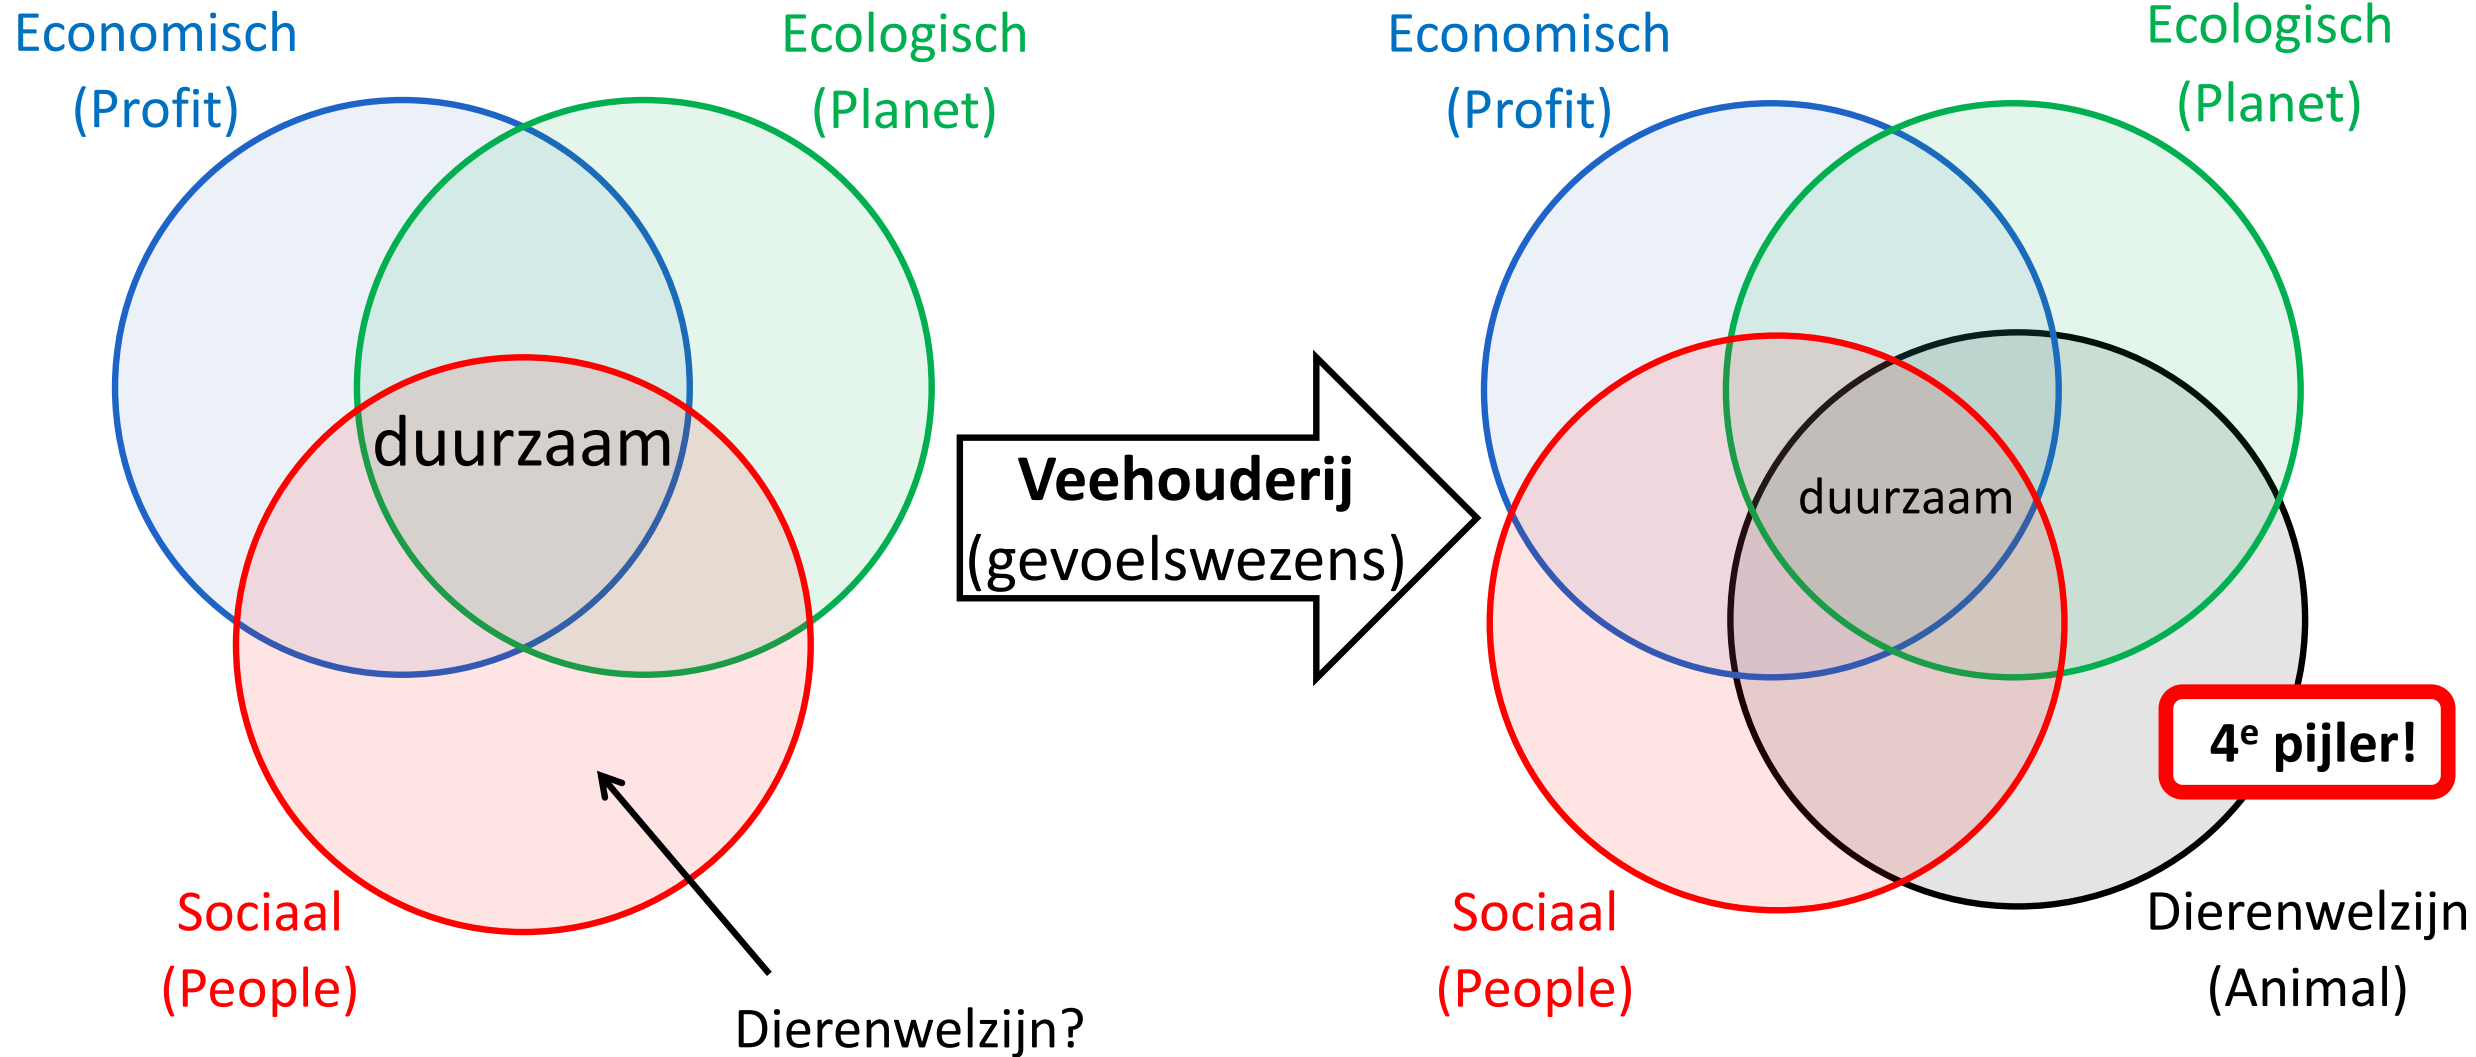 Economisch
(Profit)
Ecologisch
(Planet)
duurzaam
Sociaal
(People)
Dierenwelzijn?
Veehouderij
(gevoelswezens)
Economisch
(Profit)
Ecologisch
(Planet)
duurzaam
4e pijler!
Sociaal
(People)
Dierenwelzijn
(Animal)